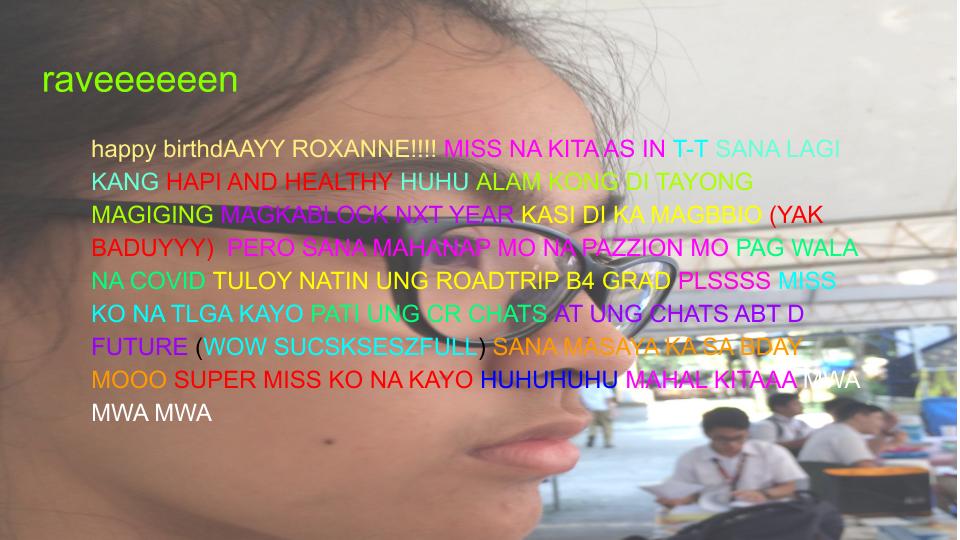 raveeeeeen
happy birthdAAYY ROXANNE!!!! MISS NA KITA AS IN T-T SANA LAGI
KANG HAPI AND HEALTHY HUHU ALAM KONG DI TAYONG
MAGIGING MAGKABLOCK NXT YEAR KASI DI KA MAGBBIO (YAK
BADUYYY) PERO SANA MAHANAP MO NA PAZZION MO PAG WALA
NA COVID TULOY NATIN UNG ROADTRIP B4 GRAD PLSSSS MISS
KO NA TLGA KAYO PATI UNG CR CHATS AT UNG CHATS ABT D
FUTURE (WOW SUCSKSESZFULL) SANA MASAYA KA SA BDAY
MOOO SUPER MISS KO NA KAYO HUHUHUHU MAHAL KITAAA MWA
MWA MWA